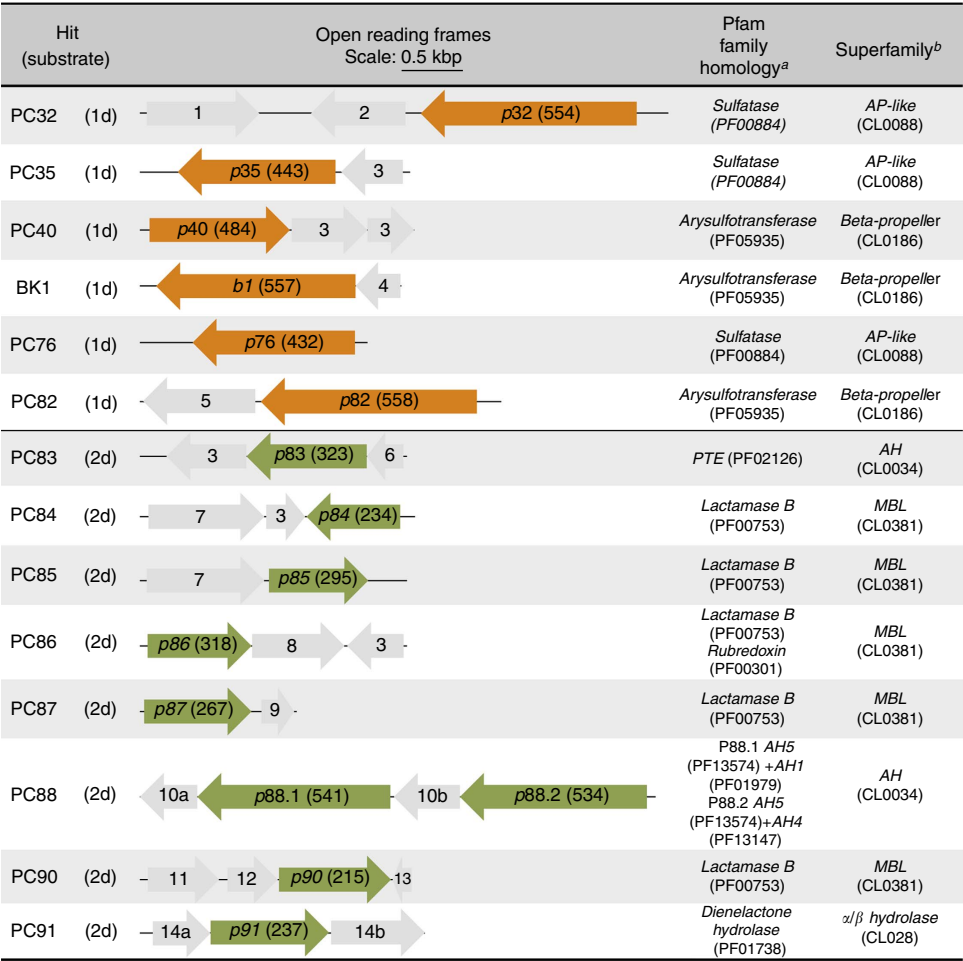 Hit
(substrate)
Open reading frames
Scale: 0.5 kbp
Pfam
family
homologya
Superfamilyb
PC32 (1d) 1 2 p32 (554) Sulfatase
(PF00884) AP-like
(CL0088)
PC35 (1d) p35 (443) 3 Sulfatase
(PF00884) AP-like
(CL0088)
PC40 (1d) p40 (484) 3 3 Arysulfotransferase
(PF05935) Beta-propeller
(CL0186)
BK1 (1d) b1 (557) 4 Arysulfotransferase
(PF05935) Beta-propeller
(CL0186)
PC76 (1d) p76 (432) Sulfatase
(PF00884) AP-like
(CL0088)
PC82 (1d) 5 p82 (558) Arysulfotransferase
(PF05935) Beta-propeller
(CL0186)
PC83 (2d) 3 p83 (323) 6 PTE (PF02126) AH
(CL0034)
PC84 (2d) 7 3 p84 (234) Lactamase B
(PF00753) MBL
(CL0381)
PC85 (2d) 7 p85 (295) Lactamase B
(PF00753) MBL
(CL0381)
PC86 (2d) p86 (318) 8 3 Lactamase B
(PF00753)
Rubredoxin
(PF00301) MBL
(CL0381)
PC87 (2d) p87 (267) 9 Lactamase B
(PF00753) MBL
(CL0381)
PC88 (2d) 10a p88.1 (541) 10b p88.2 (534) P88.1 AH5
(PF13574) +AH1
(PF01979)
P88.2 AH5
(PF13574)+AH4
(PF13147) AH
(CL0034)
PC90 (2d) 11 12 p90 (215) 13 Lactamase B
(PF00753) MBL
(CL0381)
PC91 (2d) 14a p91 (237) 14b Dienelactone
hydrolase
(PF01738) α/β hydrolase
(CL028)